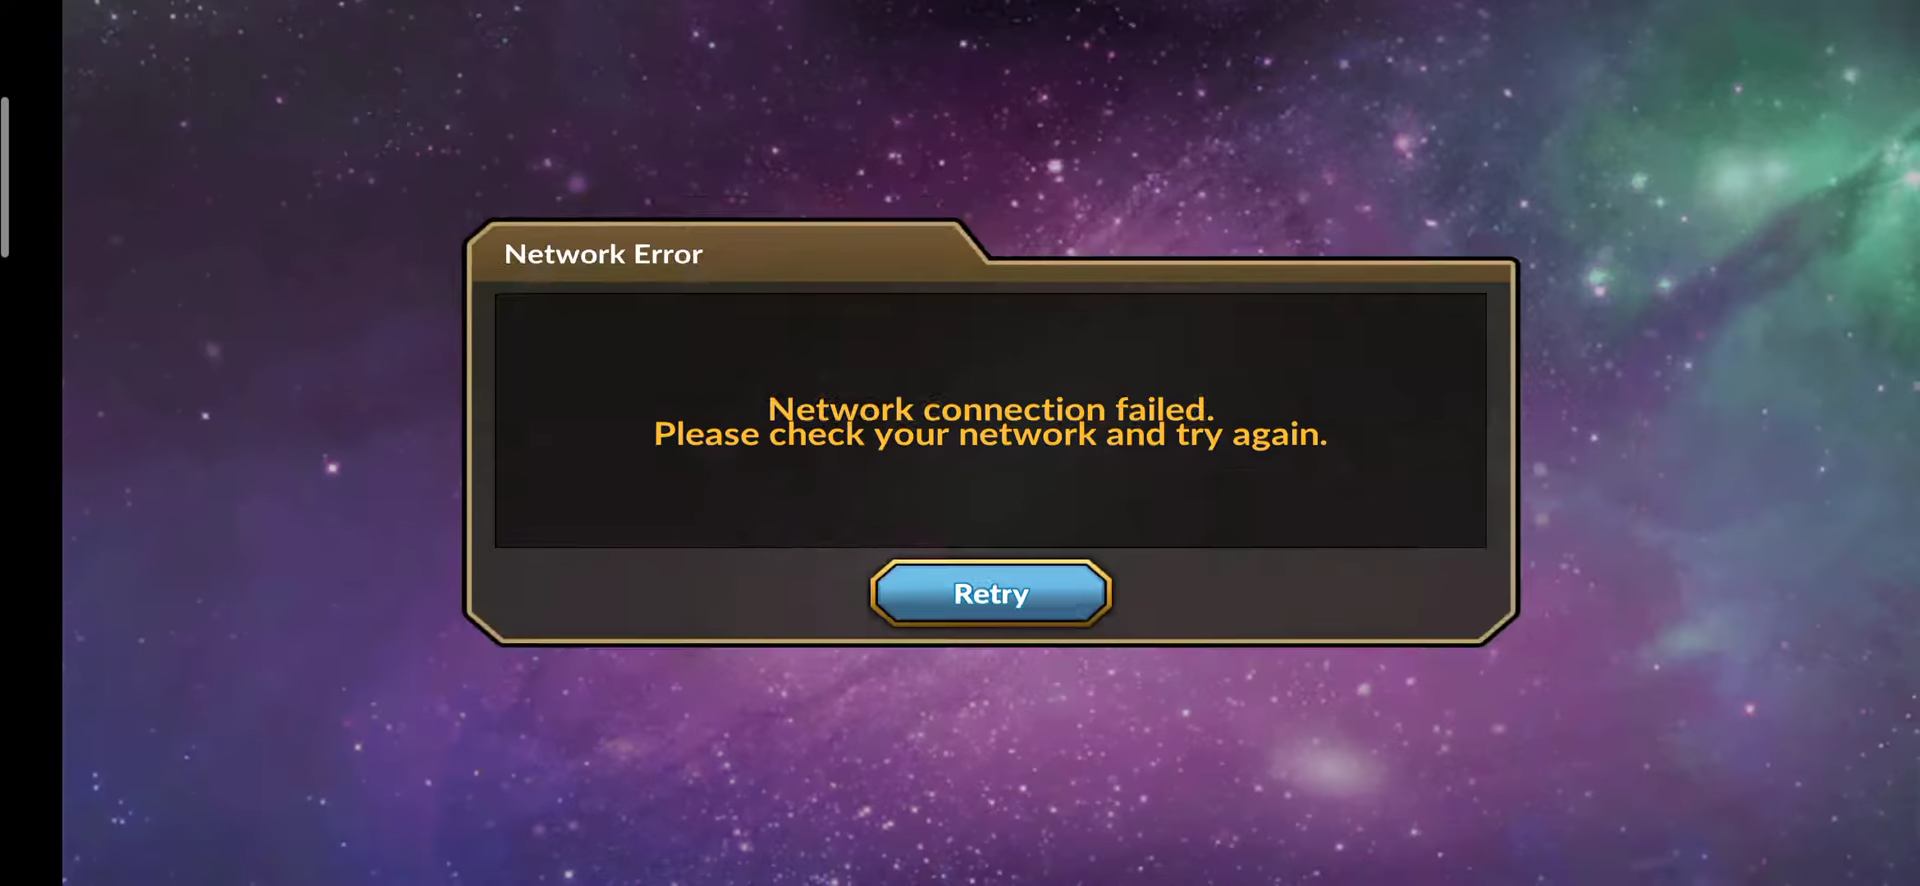 Network Error
Network connection failed.
Please check your network and try again.
Retry